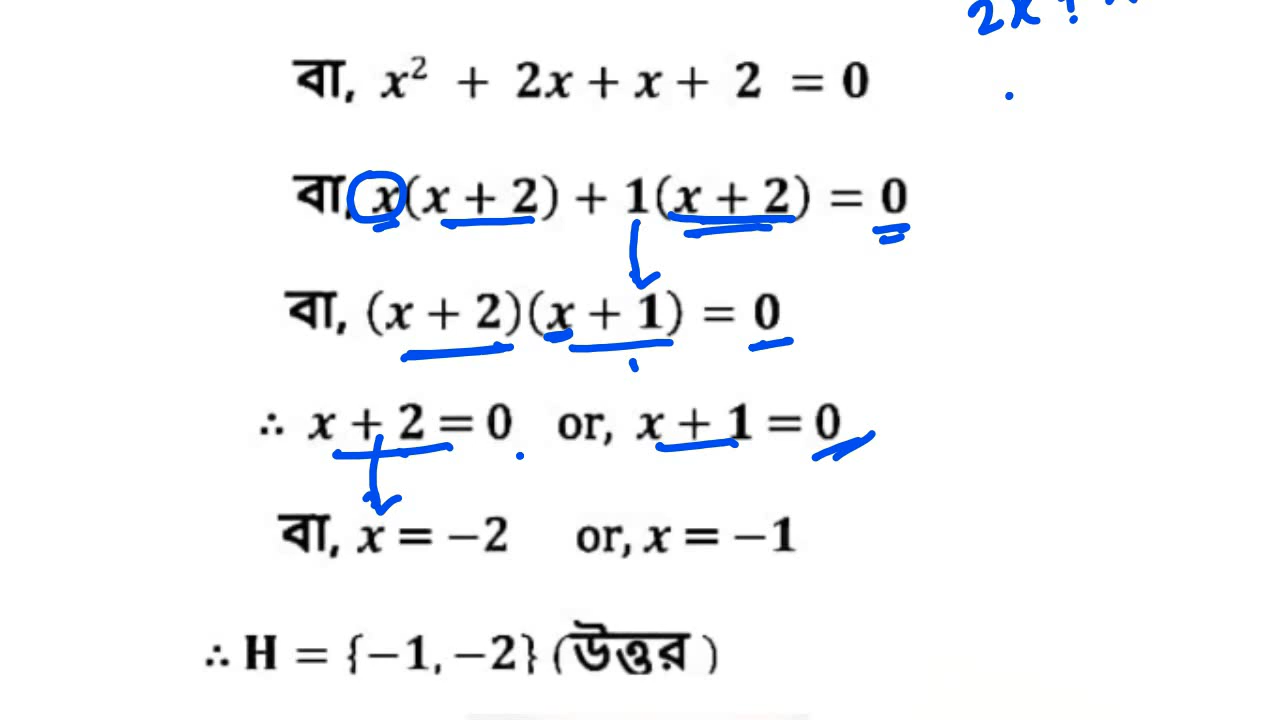 বা, x² + 2x + x + 2 = 0
বা, x(x + 2) + 1(x + 2) = 0
বা, (x + 2)(x + 1) = 0
∴ x + 2 = 0 or, x + 1 = 0
বা, x = −2 or, x = −1
∴ H = {−1, −2} (উত্তর )